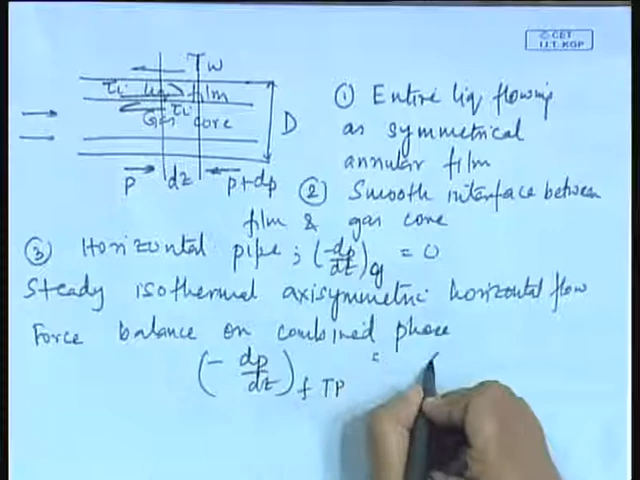 © CET
I.I.T. KGP
τw
τi liq film
τi
Gas core
D
P dz p+dp
① Entire liq flowing
as symmetrical
annular film
② Smooth interface between
film & gas core
③ Horizontal pipe ; (-dp/dz)g = 0
Steady isothermal axisymmetric horizontal flow
Force balance on combined phase
(- dp/dz)f TP =